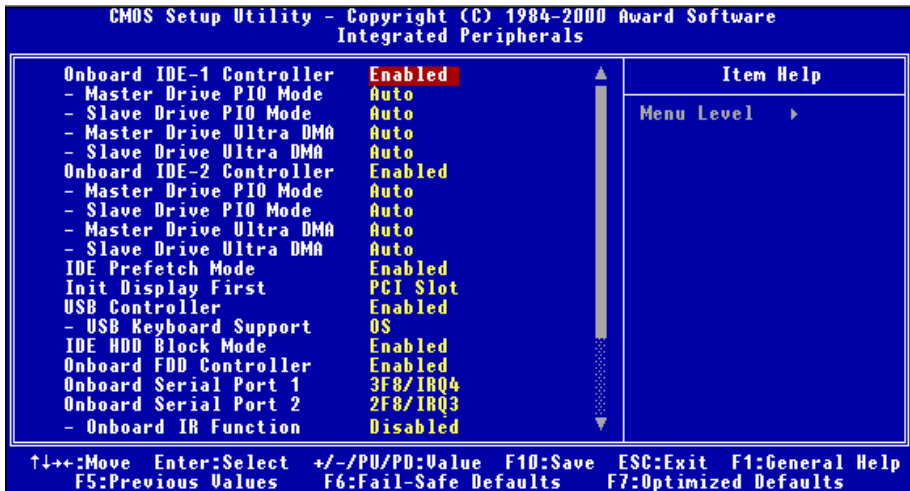 CMOS Setup Utility - Copyright (C) 1984-2000 Award Software
Integrated Peripherals
Onboard IDE-1 Controller Enabled
- Master Drive PIO Mode Auto
- Slave Drive PIO Mode Auto
- Master Drive Ultra DMA Auto
- Slave Drive Ultra DMA Auto
Onboard IDE-2 Controller Enabled
- Master Drive PIO Mode Auto
- Slave Drive PIO Mode Auto
- Master Drive Ultra DMA Auto
- Slave Drive Ultra DMA Auto
IDE Prefetch Mode Enabled
Init Display First PCI Slot
USB Controller Enabled
- USB Keyboard Support OS
IDE HDD Block Mode Enabled
Onboard FDD Controller Enabled
Onboard Serial Port 1 3F8/IRQ4
Onboard Serial Port 2 2F8/IRQ3
- Onboard IR Function Disabled
Item Help
Menu Level ▸
↑↓→←:Move Enter:Select +/-/PU/PD:Value F10:Save ESC:Exit F1:General Help
F5:Previous Values F6:Fail-Safe Defaults F7:Optimized Defaults